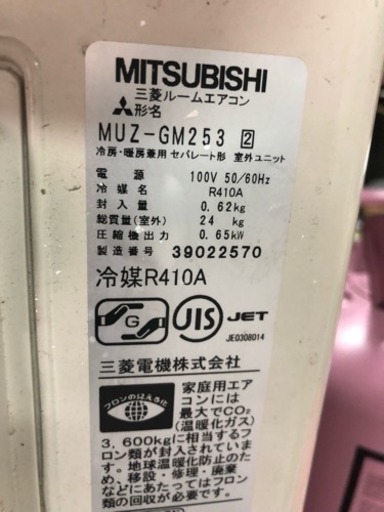 MITSUBISHI
三菱ルームエアコン
形名
MUZ-GM253 2
冷房・暖房兼用 セパレート形 室外ユニット
電源 100V 50/60Hz
冷媒名 R410A
封入量 0.62kg
総質量(室外) 24 kg
圧縮機出力 0.65kW
製造番号 39022570
冷媒R410A
G
JIS
JET
JE0308014
三菱電機株式会社
フロンの見える化
家庭用エア
コンには
最大でCO₂
(温暖化ガス)
3,600kgに相当するフ
ロン類が封入されていま
す。地球温暖化防止のた
め、移設・修理・廃棄
などにあたってはフロン
類の回収が必要です。